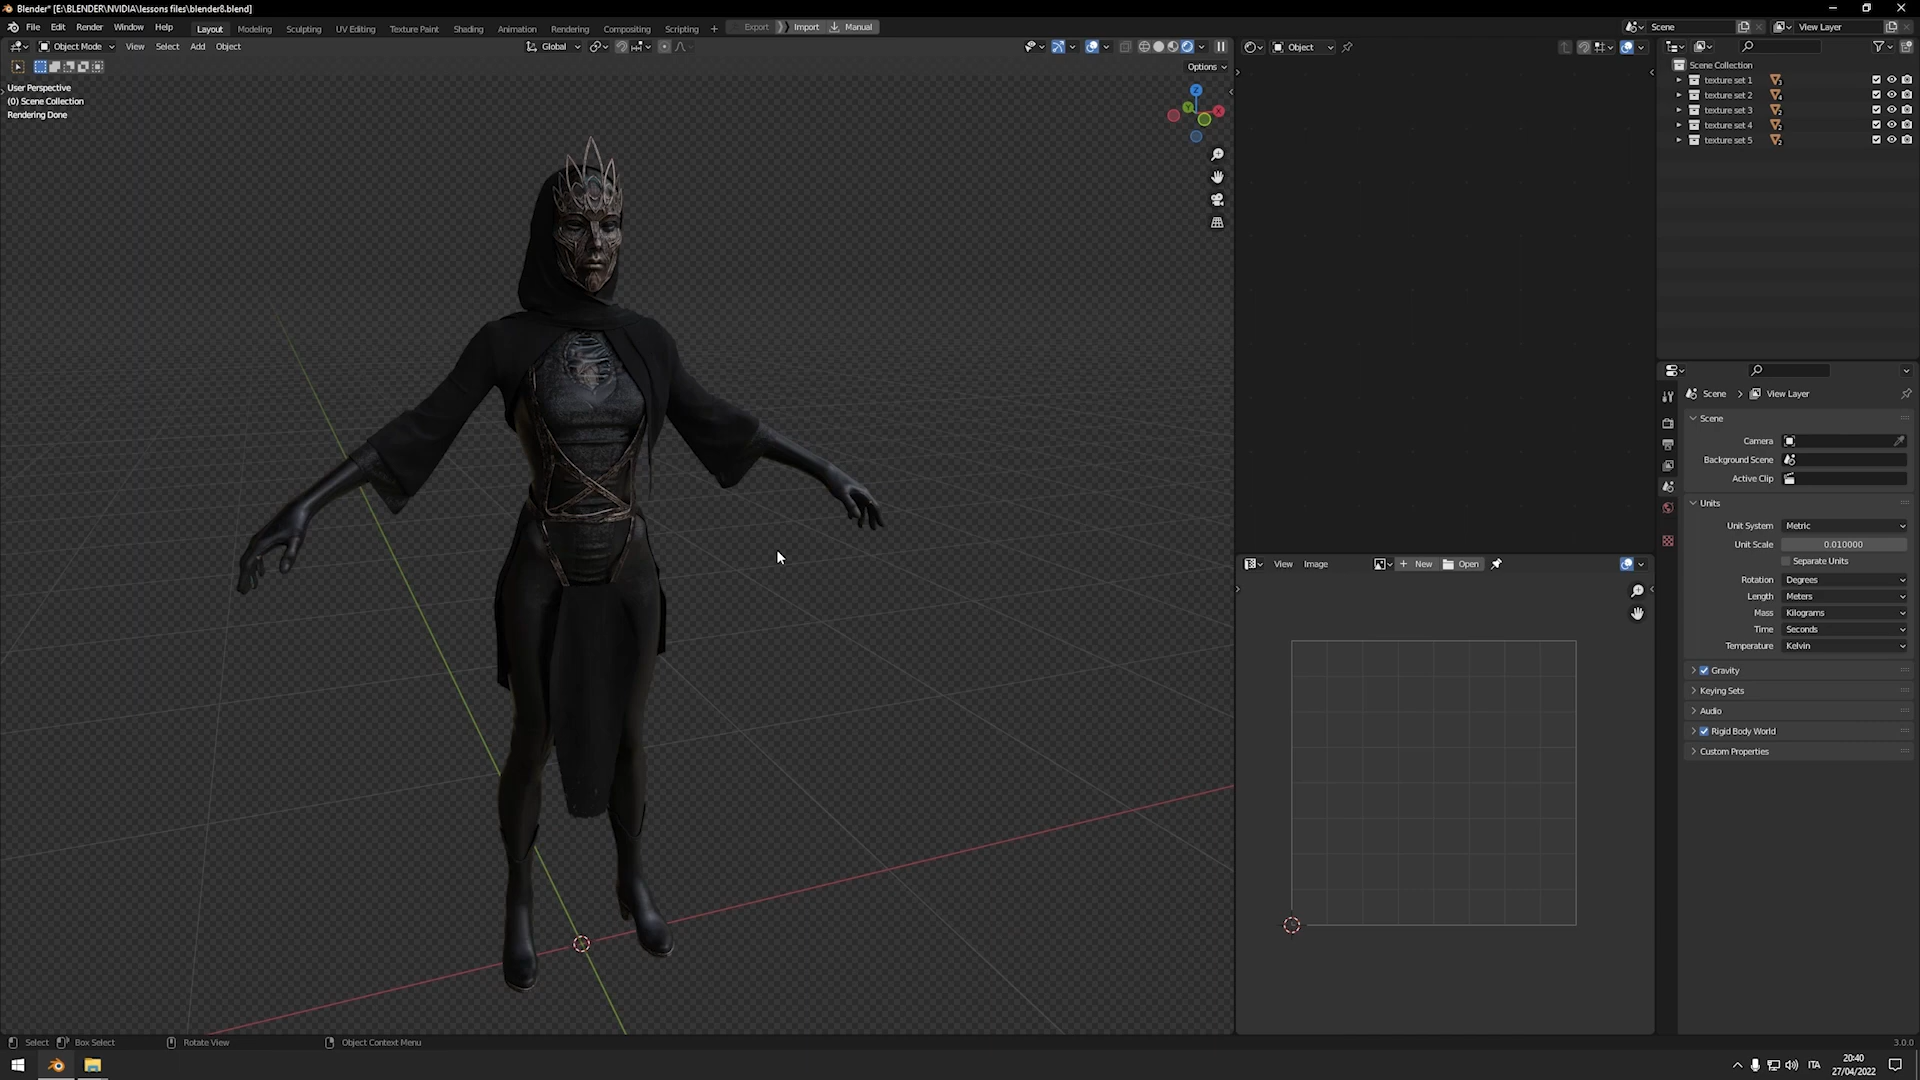 Blender* [E:\BLENDER\NVIDIA\lessons files\blender8.blend]
File Edit Render Window Help Layout Modeling Sculpting UV Editing Texture Paint Shading Animation Rendering Compositing Scripting + Export Import Manual Scene View Layer
Object Mode View Select Add Object Global Object
Options
User Perspective
(0) Scene Collection
Rendering Done
Z
X
Y
Scene Collection
texture set 1
texture set 2
texture set 3
texture set 4
texture set 5
Scene > View Layer
Scene
Camera
Background Scene
Active Clip
Units
Unit System Metric
Unit Scale 0.010000
Separate Units
Rotation Degrees
Length Meters
Mass Kilograms
Time Seconds
Temperature Kelvin
Gravity
Keying Sets
Audio
Rigid Body World
Custom Properties
View Image + New Open
Select Box Select Rotate View Object Context Menu 3.0.0
ITA 20:40
27/04/2022